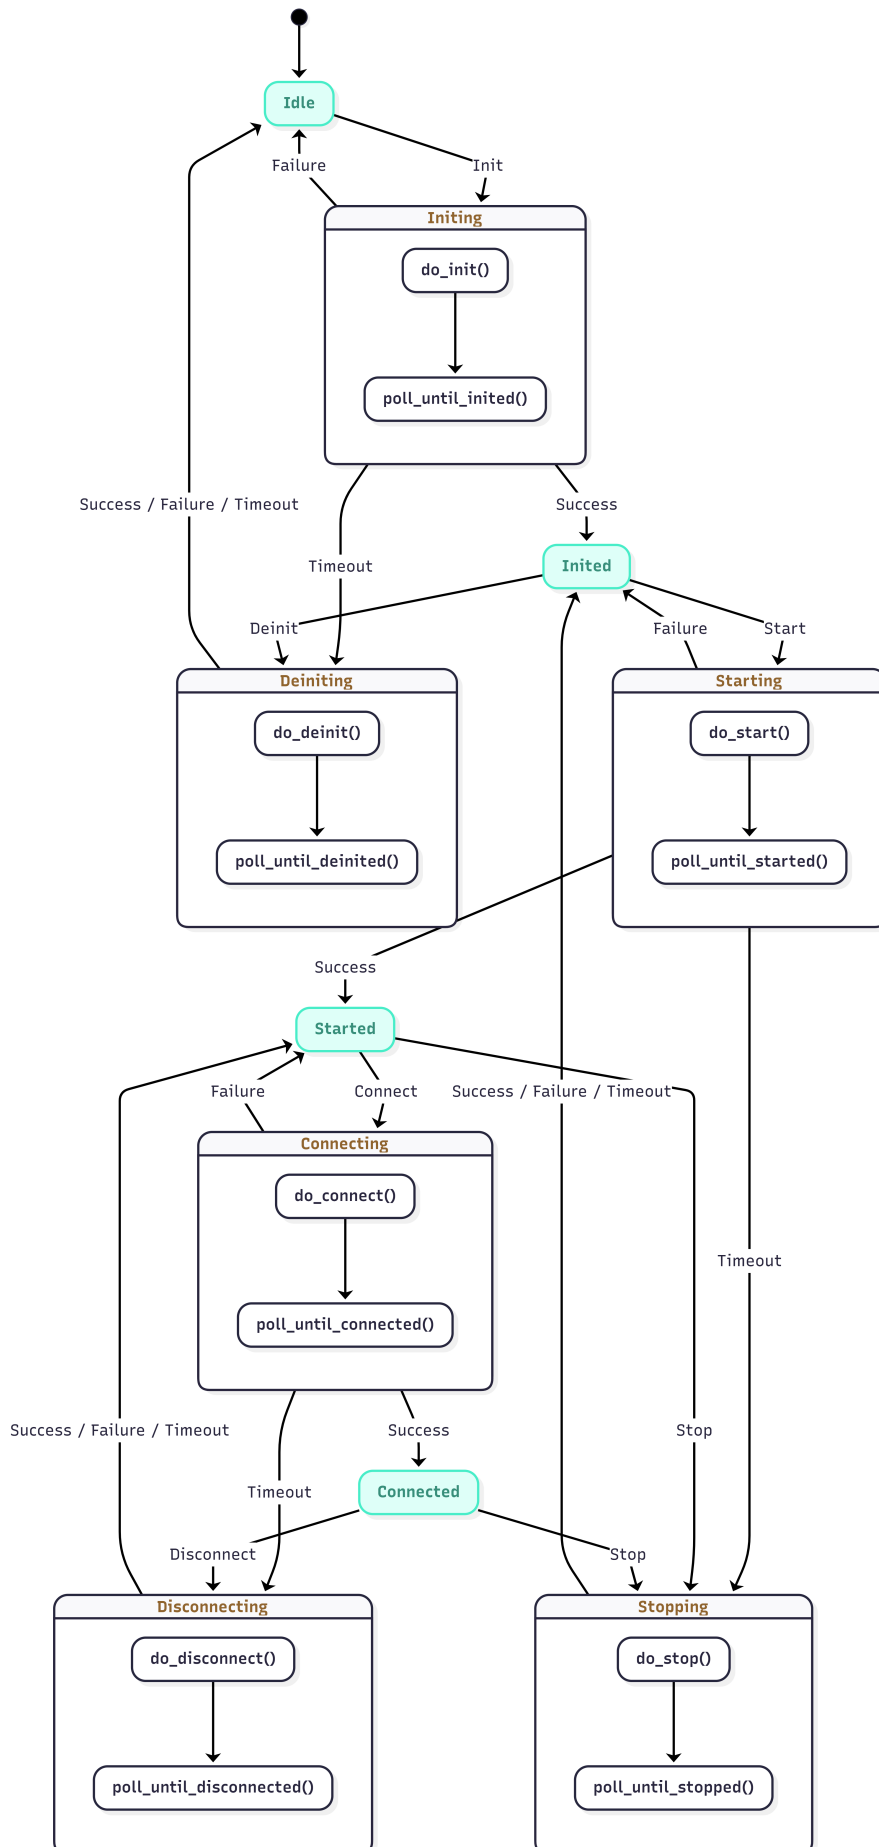 Idle
Failure
Init
Initing
do_init()
poll_until_inited()
Success / Failure / Timeout
Success
Timeout
Inited
Deinit
Failure
Start
Deiniting
Starting
do_deinit()
do_start()
poll_until_deinited()
poll_until_started()
Success
Started
Failure
Connect
Success / Failure / Timeout
Connecting
do_connect()
Timeout
poll_until_connected()
Success / Failure / Timeout
Success
Stop
Timeout
Connected
Disconnect
Stop
Disconnecting
Stopping
do_disconnect()
do_stop()
poll_until_disconnected()
poll_until_stopped()